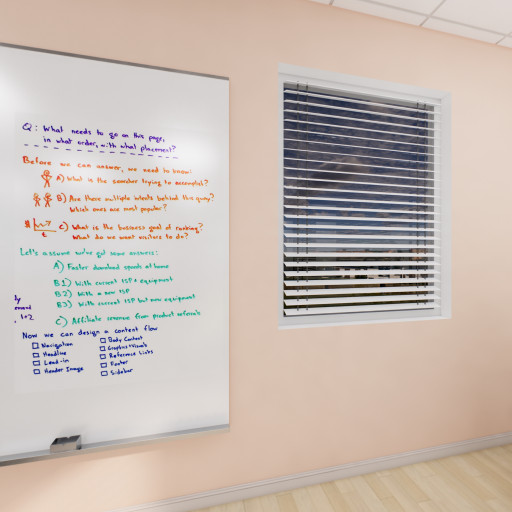 Q: What needs to go on this page,
in what order, with what placement?
Before we can answer, we need to know:
A) What is the searcher trying to accomplish?
B) Are there multiple intents behind this query?
Which ones are most popular?
C) What is the business goal of ranking?
What do we want visitors to do?
$
t
Let's assume we've got some answers:
A) Faster download speeds at home
B1) With current ISP + equipment
B2) With a new ISP
B3) With current ISP but new equipment
C) Affiliate revenue from product referrals
Now we can design a content flow
Navigation
Headline
Lead-in
Header Image
Body Content
Graphics/Visuals
Reference Links
Footer
Sidebar
1+2